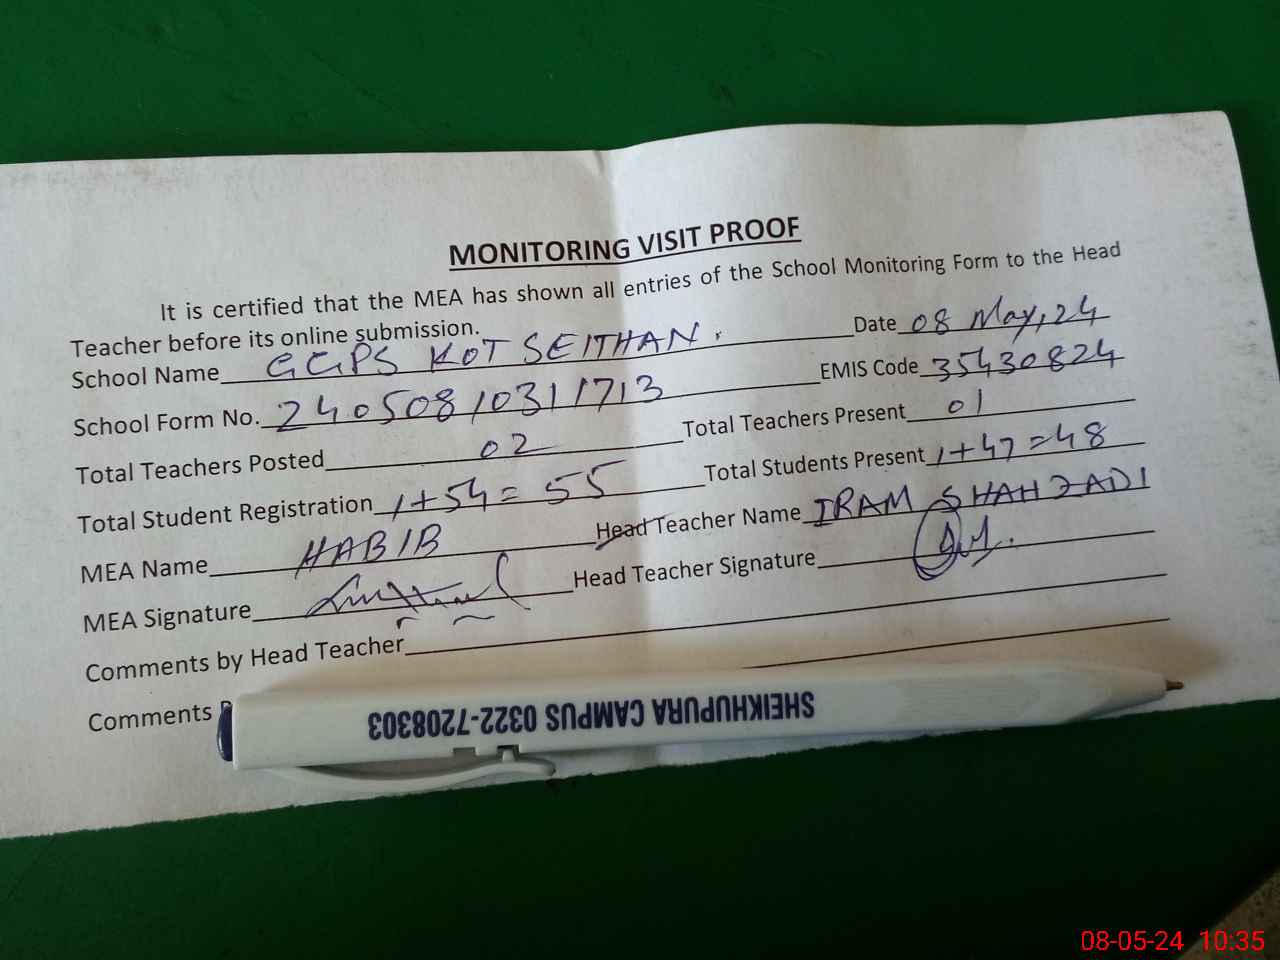 MONITORING VISIT PROOF
It is certified that the MEA has shown all entries of the School Monitoring Form to the Head
Teacher before its online submission.
Date 08 May, 24
School Name GGPS KOT SEITHAN.
EMIS Code 35430824
School Form No. 24050810311713
Total Teachers Present 01
Total Teachers Posted 02
Total Students Present 1+47=48
Total Student Registration 1+54= 55
Head Teacher Name IRAM SHAHZADI
MEA Name HABIB
Head Teacher Signature
MEA Signature
Comments by Head Teacher
Comments
SHEIKHUPURA CAMPUS 0322-7208303
08-05-24 10:35